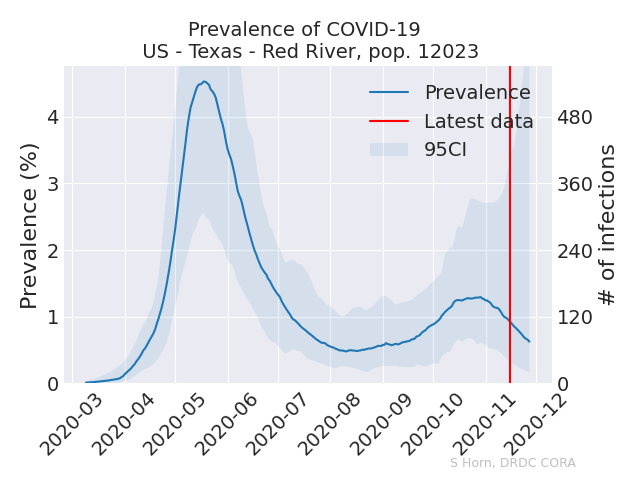 Prevalence of COVID-19
US - Texas - Red River, pop. 12023
Prevalence
Latest data
95CI
Prevalence (%)
4
3
2
1
0
# of infections
480
360
240
120
0
2020-03
2020-04
2020-05
2020-06
2020-07
2020-08
2020-09
2020-10
2020-11
2020-12
S Horn, DRDC CORA